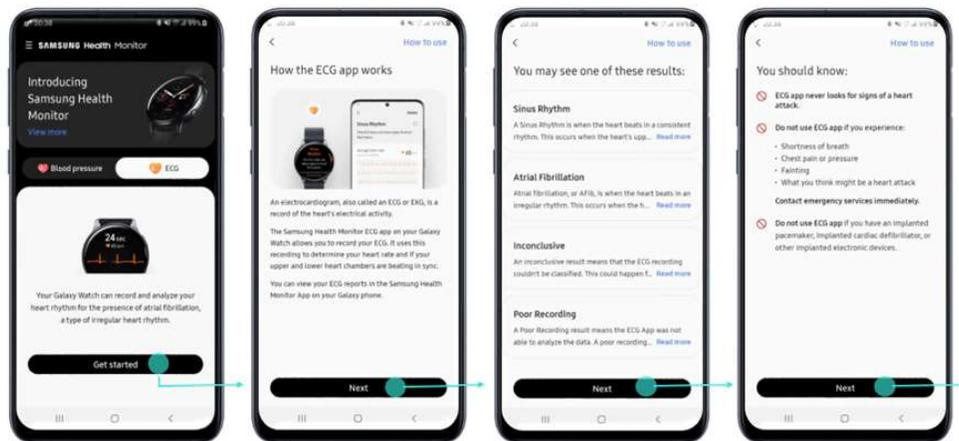 20:38
99%
SAMSUNG Health Monitor
Introducing
Samsung Health
Monitor
View more
Blood pressure
ECG
24 sec
Your Galaxy Watch can record and analyze your
heart rhythm for the presence of atrial fibrillation,
a type of irregular heart rhythm.
Get started
20:38
How to use
How the ECG app works
Sinus Rhythm
An electrocardiogram, also called an ECG or EKG, is a
record of the heart's electrical activity.
The Samsung Health Monitor ECG app on your Galaxy
Watch allows you to record your ECG. It uses this
recording to determine your heart rate and if your
upper and lower heart chambers are beating in sync.
You can view your ECG reports in the Samsung Health
Monitor App on your Galaxy phone.
Next
20:38
How to use
You may see one of these results:
Sinus Rhythm
A Sinus Rhythm is when the heart beats in a consistent
rhythm. This occurs when the heart's upp... Read more
Atrial Fibrillation
Atrial fibrillation, or AFib, is when the heart beats in an
irregular rhythm. This occurs when the h... Read more
Inconclusive
An inconclusive result means that the ECG recording
couldn't be classified. This could happen f... Read more
Poor Recording
A Poor Recording result means the ECG App was not
able to analyze the data. A poor recording... Read more
Next
20:38
How to use
You should know:
ECG app never looks for signs of a heart
attack.
Do not use ECG app if you experience:
• Shortness of breath
• Chest pain or pressure
• Fainting
• What you think might be a heart attack
Contact emergency services immediately.
Do not use ECG app if you have an implanted
pacemaker, implanted cardiac defibrillator, or
other implanted electronic devices.
Next